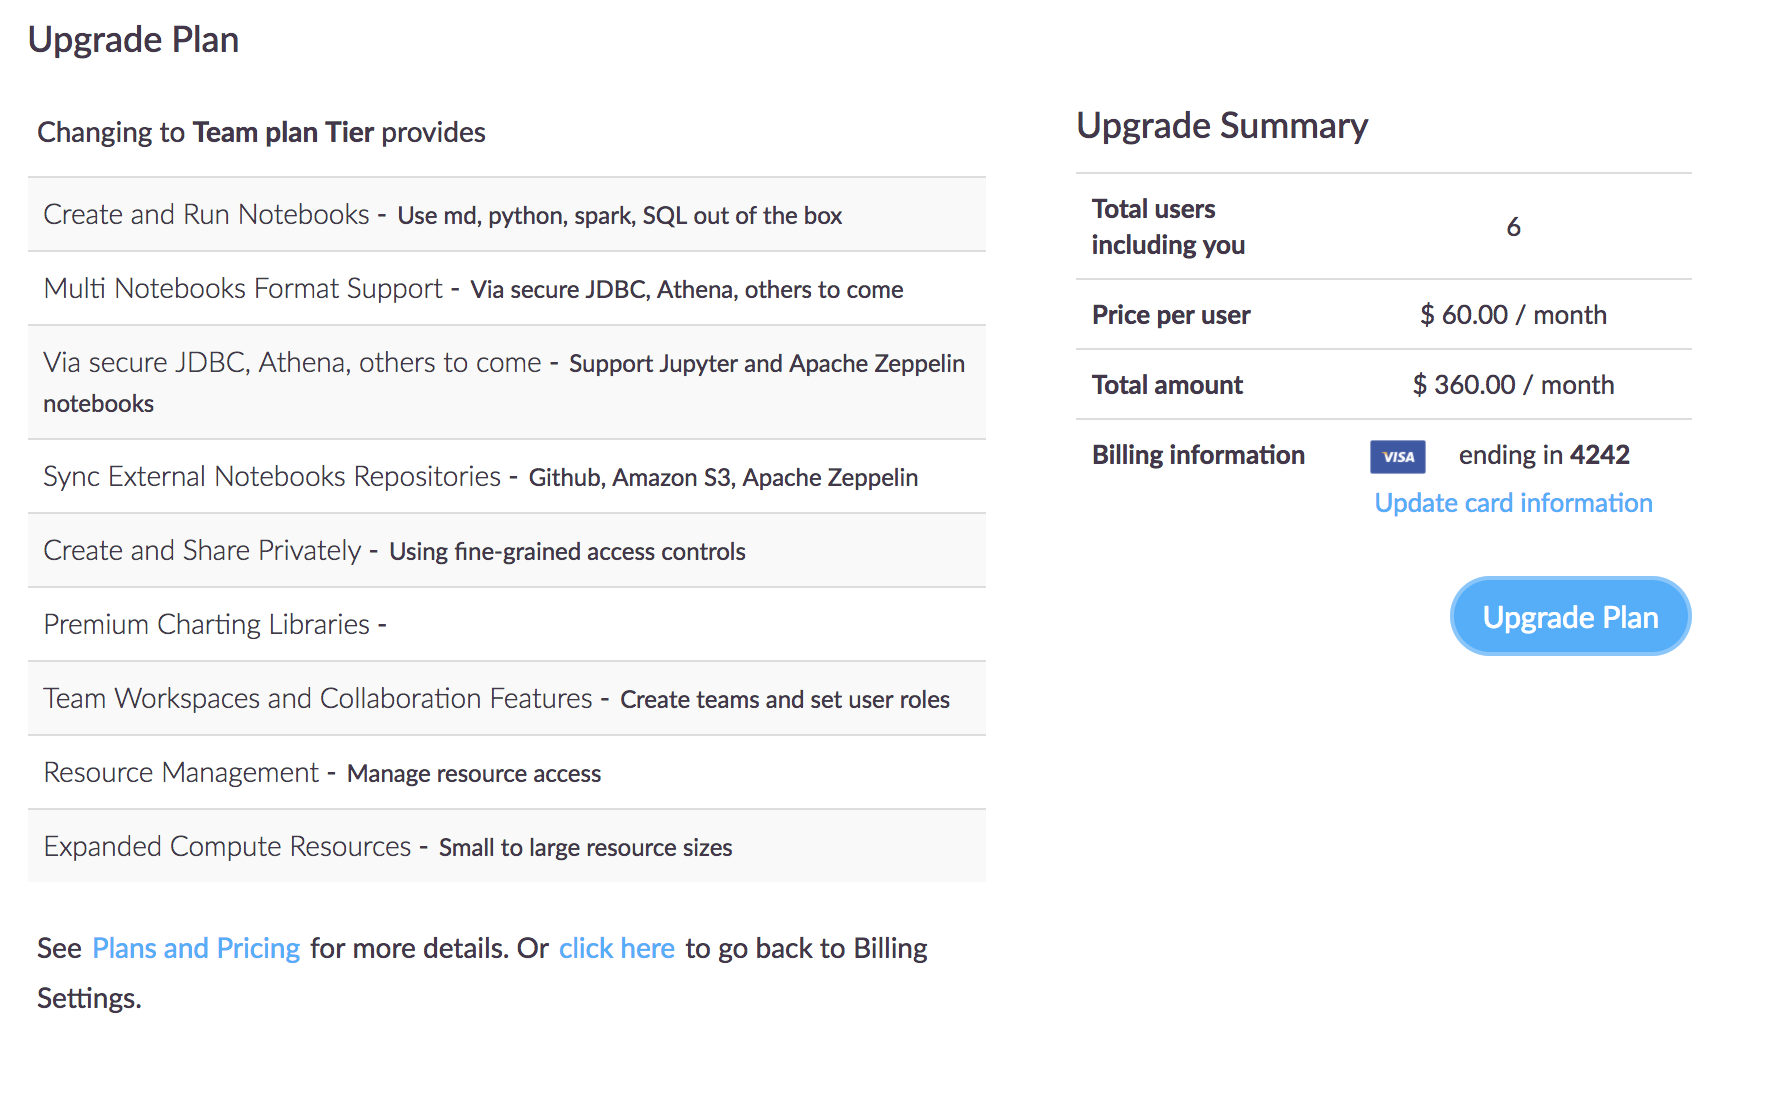 Upgrade Plan
Changing to Team plan Tier provides
Create and Run Notebooks - Use md, python, spark, SQL out of the box
Multi Notebooks Format Support - Via secure JDBC, Athena, others to come
Via secure JDBC, Athena, others to come - Support Jupyter and Apache Zeppelin
notebooks
Sync External Notebooks Repositories - Github, Amazon S3, Apache Zeppelin
Create and Share Privately - Using fine-grained access controls
Premium Charting Libraries -
Team Workspaces and Collaboration Features - Create teams and set user roles
Resource Management - Manage resource access
Expanded Compute Resources - Small to large resource sizes
See Plans and Pricing for more details. Or click here to go back to Billing
Settings.
Upgrade Summary
Total users
including you
6
Price per user $ 60.00 / month
Total amount $ 360.00 / month
Billing information VISA ending in 4242
Update card information
Upgrade Plan